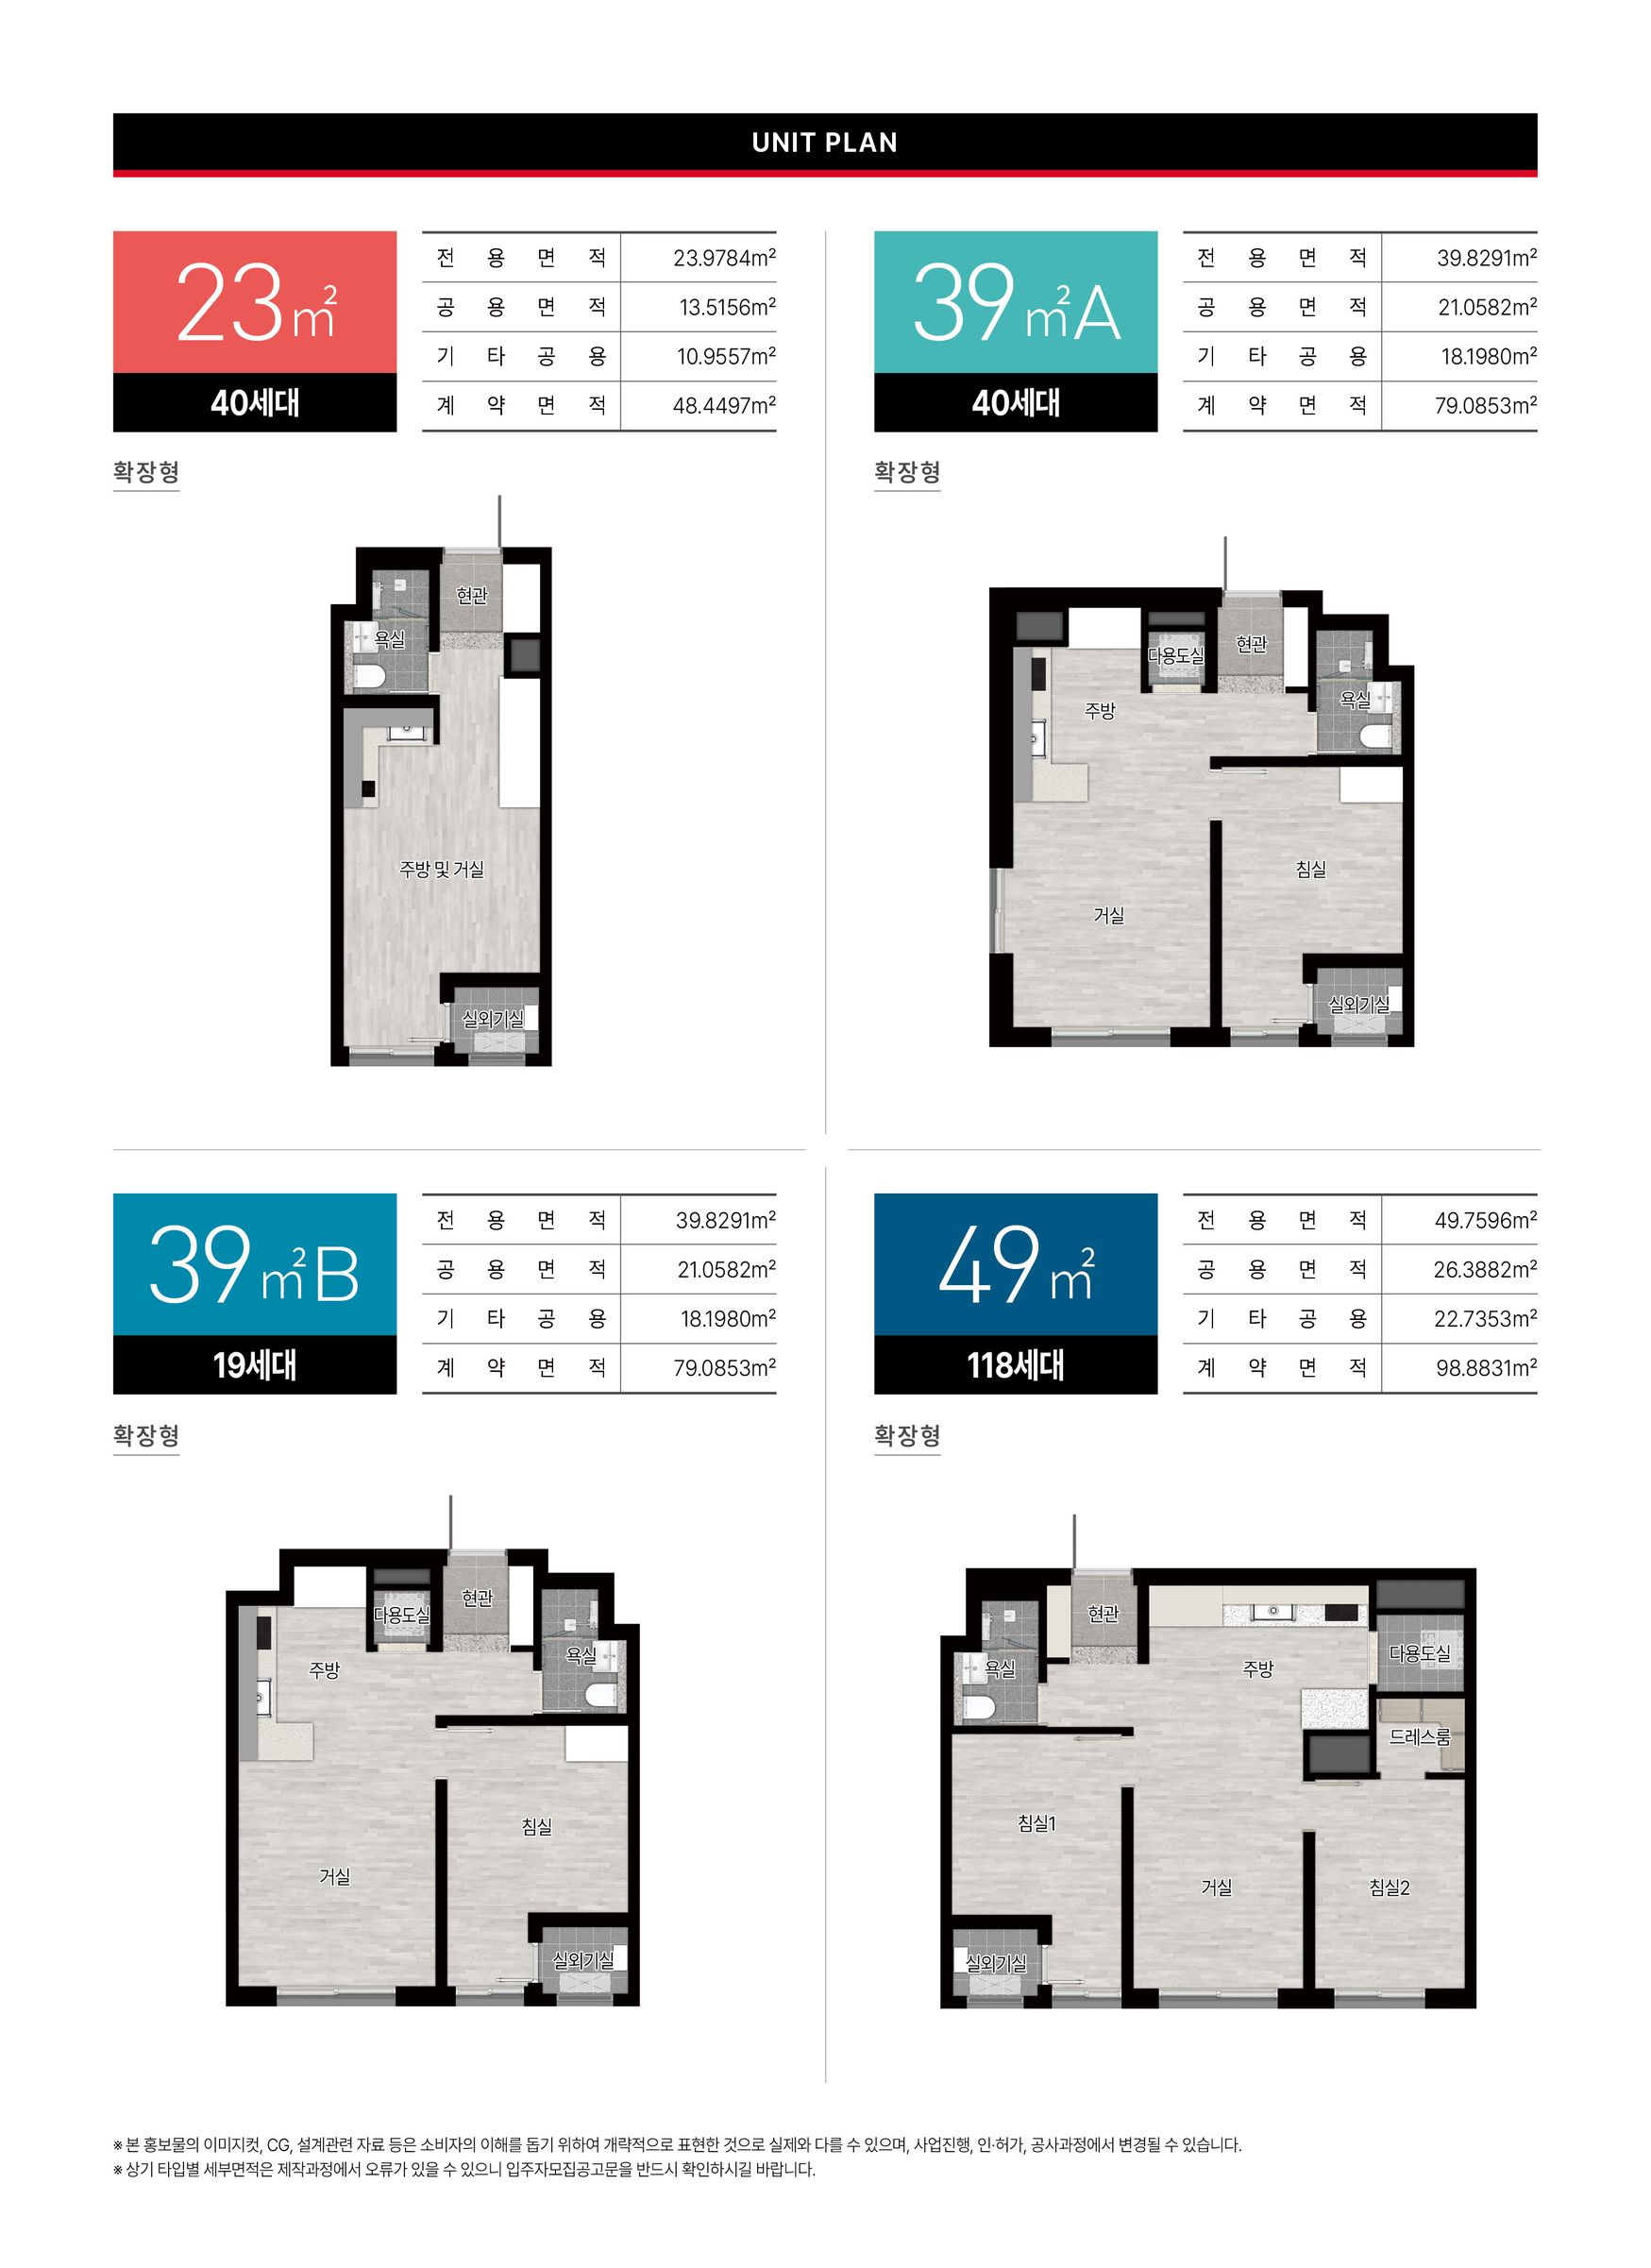 UNIT PLAN
23㎡
40세대
전용면적 23.9784m²
공용면적 13.5156m²
기타공용 10.9557m²
계약면적 48.4497m²
확장형
현관
욕실
주방 및 거실
실외기실
39㎡A
40세대
전용면적 39.8291m²
공용면적 21.0582m²
기타공용 18.1980m²
계약면적 79.0853m²
확장형
현관
다용도실
욕실
주방
침실
거실
실외기실
39㎡B
19세대
전용면적 39.8291m²
공용면적 21.0582m²
기타공용 18.1980m²
계약면적 79.0853m²
확장형
현관
다용도실
욕실
주방
침실
거실
실외기실
49㎡
118세대
전용면적 49.7596m²
공용면적 26.3882m²
기타공용 22.7353m²
계약면적 98.8831m²
확장형
현관
다용도실
욕실
주방
드레스룸
침실1
거실
침실2
실외기실
※ 본 홍보물의 이미지컷, CG, 설계관련 자료 등은 소비자의 이해를 돕기 위하여 개략적으로 표현한 것으로 실제와 다를 수 있으며, 사업진행, 인·허가, 공사과정에서 변경될 수 있습니다.
※ 상기 타입별 세부면적은 제작과정에서 오류가 있을 수 있으니 입주자모집공고문을 반드시 확인하시길 바랍니다.